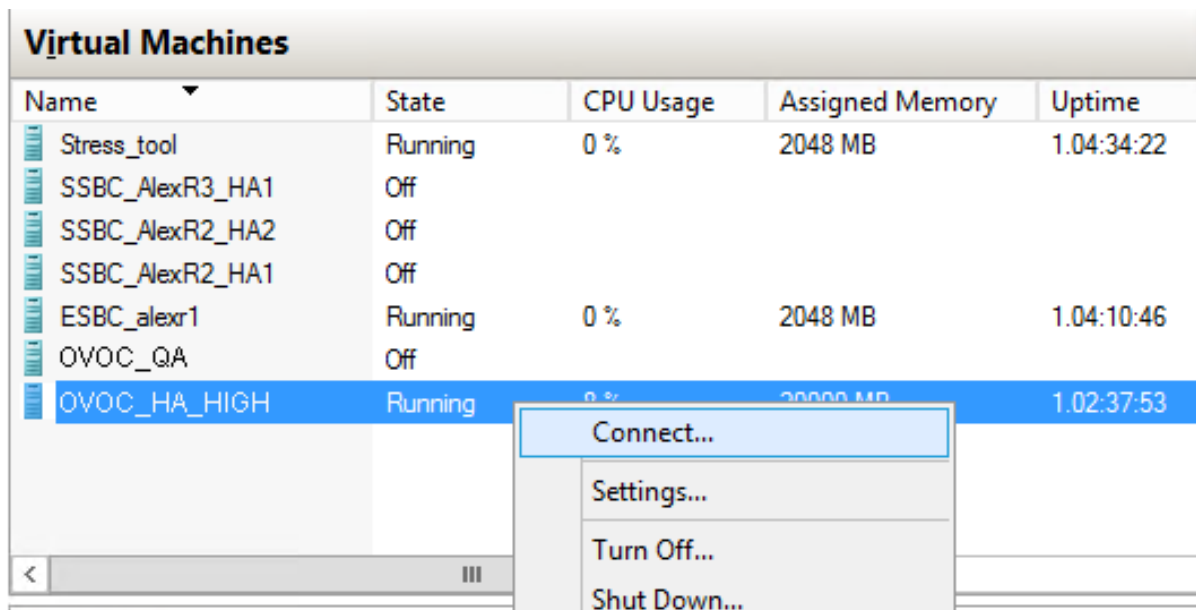 Virtual Machines
Name State CPU Usage Assigned Memory Uptime
Stress_tool Running 0 % 2048 MB 1.04:34:22
SSBC_AlexR3_HA1 Off
SSBC_AlexR2_HA2 Off
SSBC_AlexR2_HA1 Off
ESBC_alexr1 Running 0 % 2048 MB 1.04:10:46
OVOC_QA Off
OVOC_HA_HIGH Running 1.02:37:53
Connect...
Settings...
Turn Off...
Shut Down...